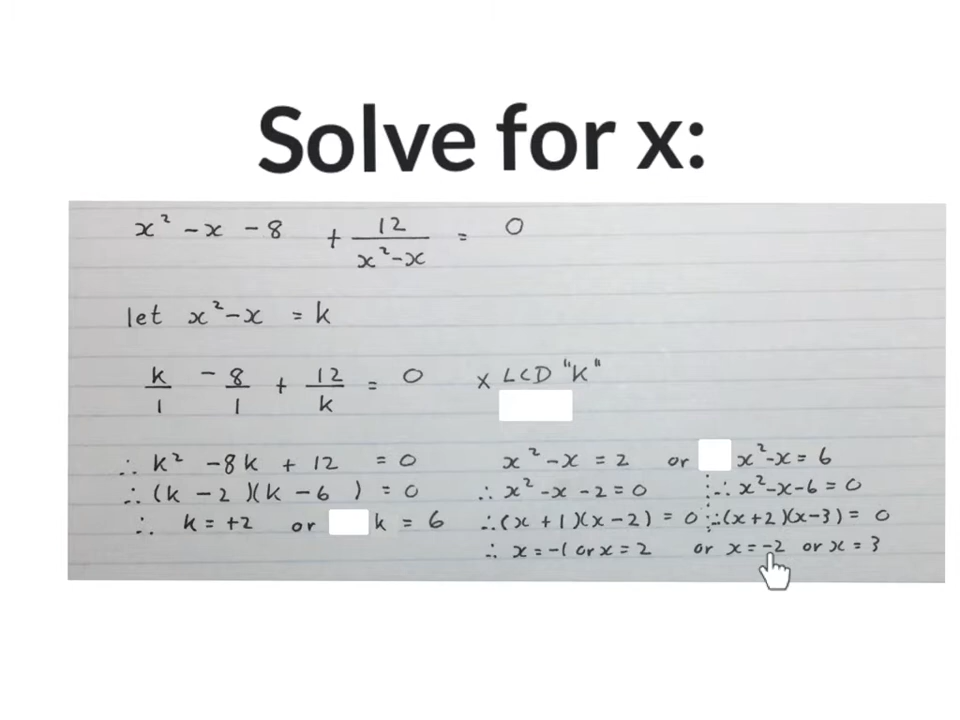 Solve for x:
x² - x - 8 + 12/(x² - x) = 0
let x² - x = k
k/1 - 8/1 + 12/k = 0 × LCD "K"
∴ k² - 8k + 12 = 0
∴ (k - 2)(k - 6) = 0
∴ k = +2 or k = 6
x² - x = 2 or x² - x = 6
∴ x² - x - 2 = 0 ∴ x² - x - 6 = 0
∴ (x + 1)(x - 2) = 0 ∴ (x + 2)(x - 3) = 0
∴ x = -1 or x = 2 or x = -2 or x = 3